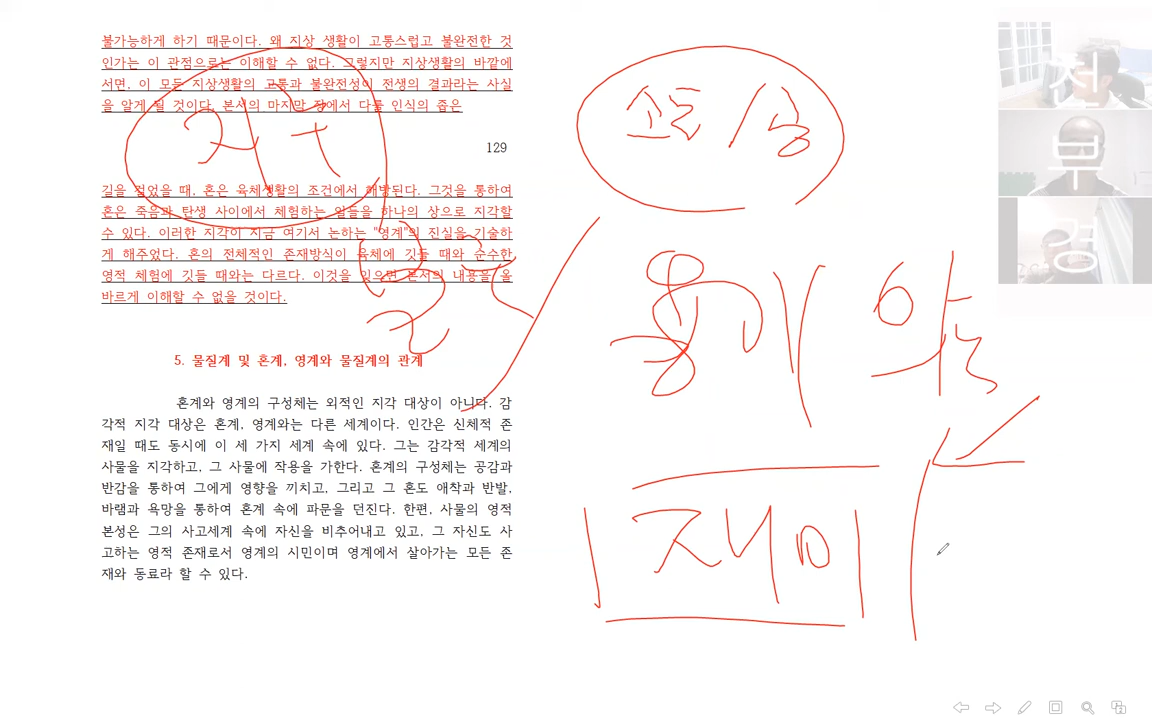 불가능하게 하기 때문이다. 왜 지상 생활이 고통스럽고 불완전한 것
인가는 이 관점으로는 이해할 수 없다. 그렇지만 지상생활의 바깥에
서면, 이 모든 지상생활의 고통과 불완전성이 전생의 결과라는 사실
을 알게 될 것이다. 본서의 마지막 장에서 다룰 인식의 좁은
129
길을 걸었을 때, 혼은 육체생활의 조건에서 해방된다. 그것을 통하여
혼은 죽음과 탄생 사이에서 체험하는 일들을 하나의 상으로 지각할
수 있다. 이러한 지각이 지금 여기서 논하는 "영계"의 진실을 기술하
게 해주었다. 혼의 전체적인 존재방식이 육체에 깃들 때와 순수한
영적 체험에 깃들 때와는 다르다. 이것을 잊으면 본서의 내용을 올
바르게 이해할 수 없을 것이다.
5. 물질계 및 혼계, 영계와 물질계의 관계
혼계와 영계의 구성체는 외적인 지각 대상이 아니다. 감
각적 지각 대상은 혼계, 영계와는 다른 세계이다. 인간은 신체적 존
재일 때도 동시에 이 세 가지 세계 속에 있다. 그는 감각적 세계의
사물을 지각하고, 그 사물에 작용을 가한다. 혼계의 구성체는 공감과
반감을 통하여 그에게 영향을 끼치고, 그리고 그 혼도 애착과 반발,
바램과 욕망을 통하여 혼계 속에 파문을 던진다. 한편, 사물의 영적
본성은 그의 사고세계 속에 자신을 비추어내고 있고, 그 자신도 사
고하는 영적 존재로서 영계의 시민이며 영계에서 살아가는 모든 존
재와 동료라 할 수 있다.
진
부
경